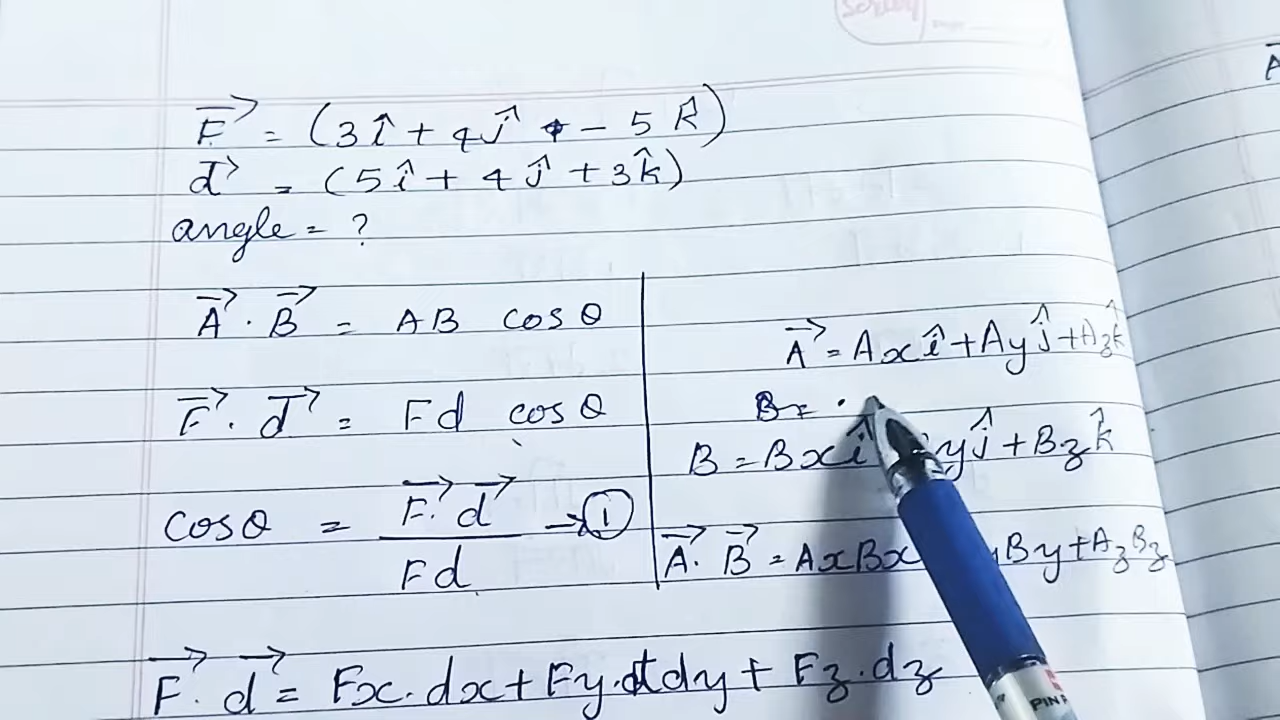 F⃗ = (3î + 4ĵ - 5k̂)
d⃗ = (5î + 4ĵ + 3k̂)
angle = ?
A⃗ . B⃗ = AB cosθ
F⃗ . d⃗ = Fd cosθ
cosθ = F⃗ . d⃗ / Fd → ①
A⃗ = Axî + Ayĵ + Azk̂
B =
B = Bxî yĵ + Bzk̂
A⃗ . B⃗ = AxBx By + AzBz
F⃗ . d⃗ = Fx . dx + Fy . dy + Fz . dz